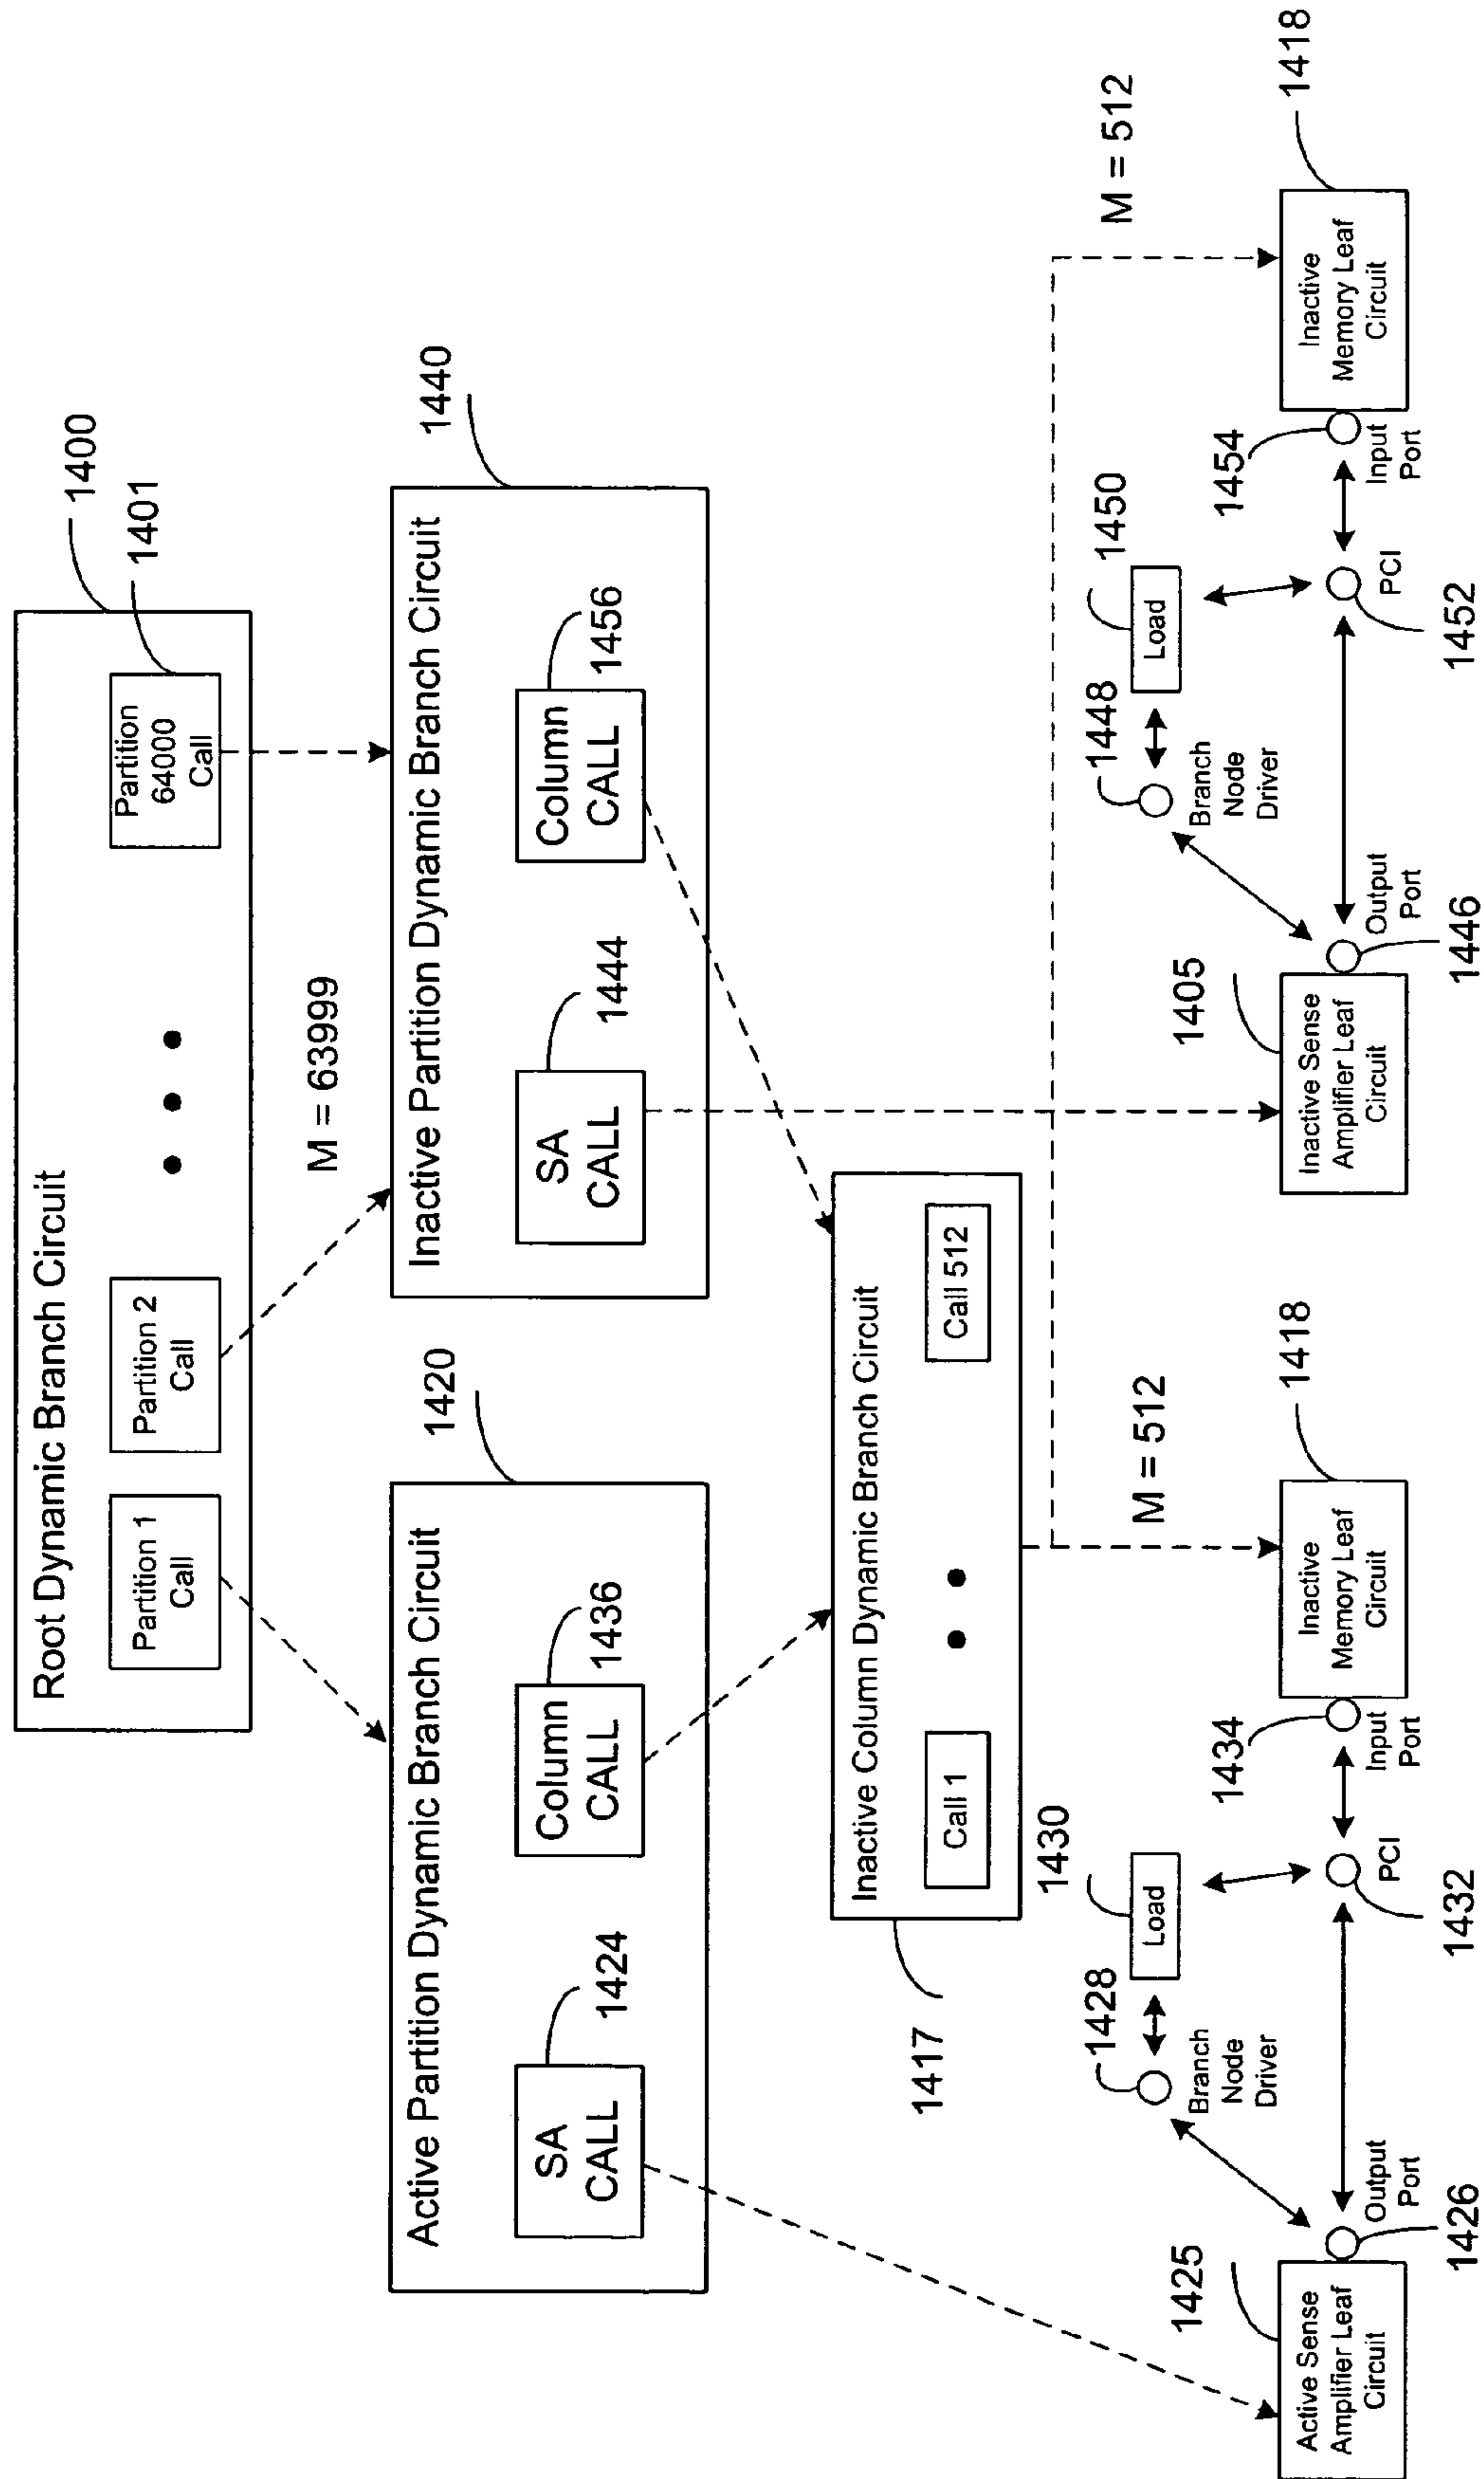 Root Dynamic Branch Circuit
1400
Partition 1
Call
Partition 2
Call
Partition
64000
Call
1401
M = 63999
Active Partition Dynamic Branch Circuit
1420
SA
CALL
1424
Column
CALL
1436
Inactive Partition Dynamic Branch Circuit
1440
SA
CALL
1444
Column
CALL
1456
Inactive Column Dynamic Branch Circuit
1417
Call 1
Call 512
M = 512
M = 512
1425
Active Sense
Amplifier Leaf
Circuit
Output
Port
1426
1428
Branch
Node
Driver
1430
Load
PCI
1432
1434
Input
Port
1418
Inactive
Memory Leaf
Circuit
1405
Inactive Sense
Amplifier Leaf
Circuit
Output
Port
1446
1448
Branch
Node
Driver
1450
Load
PCI
1452
1454
Input
Port
1418
Inactive
Memory Leaf
Circuit